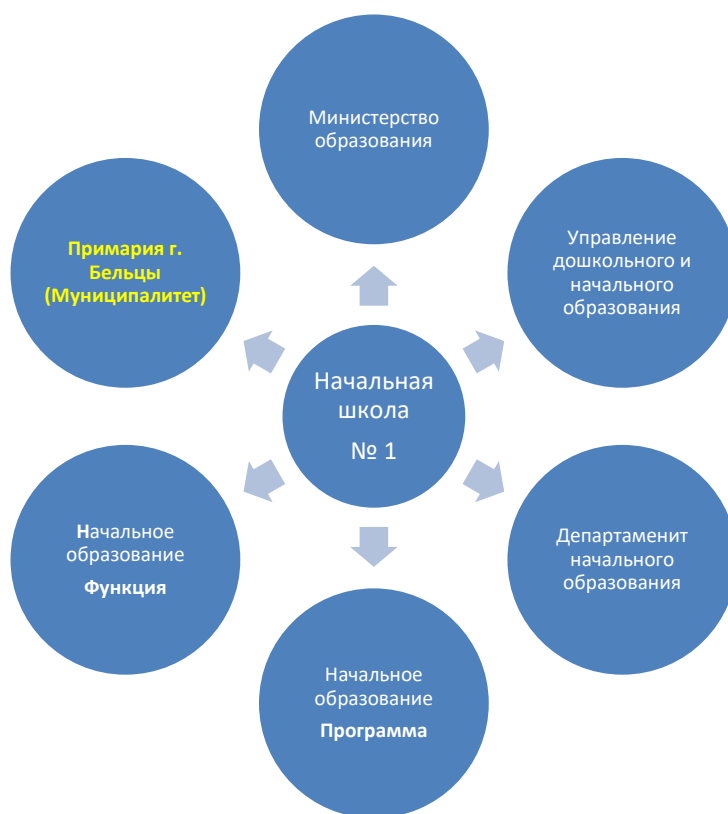 Министерство
образования
Примария г.
Бельцы
(Муниципалитет)
Управление
дошкольного и
начального
образования
Начальная
школа
№ 1
Начальное
образование
Функция
Департаменит
начального
образования
Начальное
образование
Программа